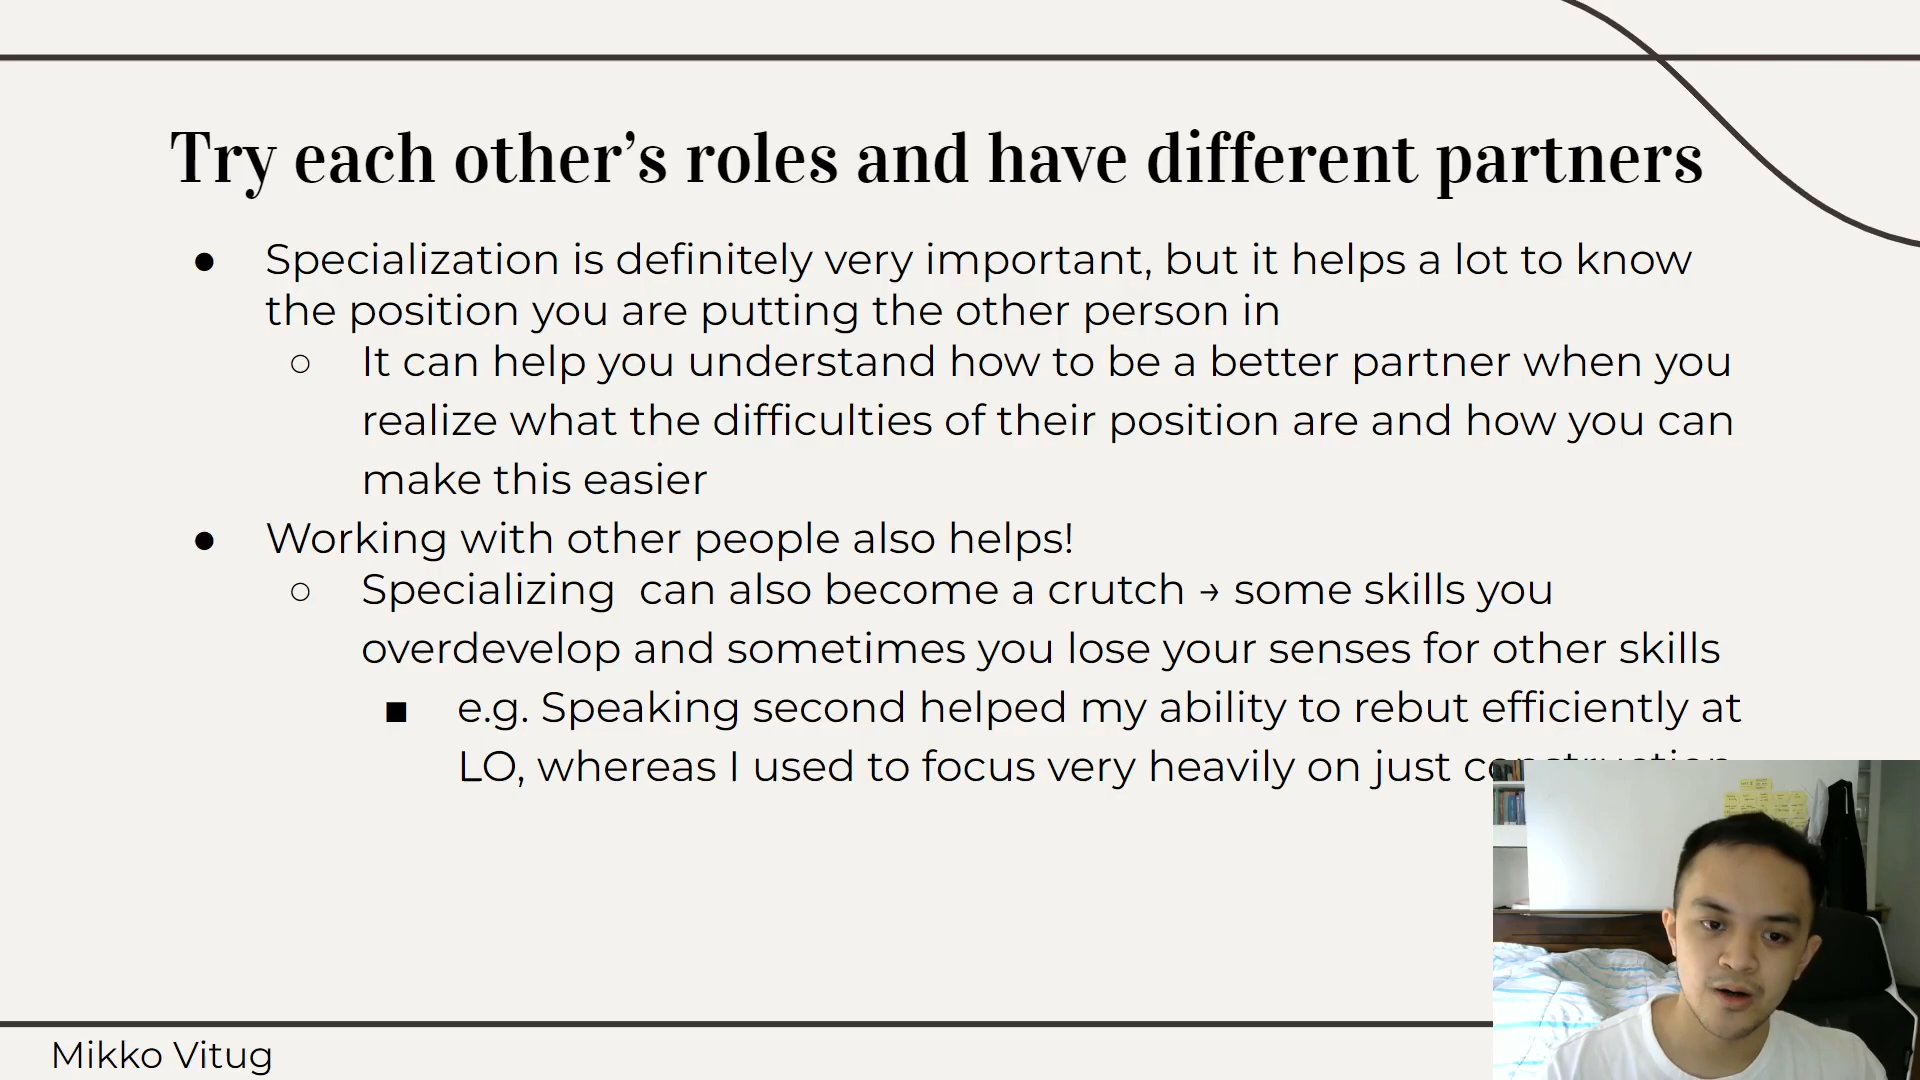 Try each other’s roles and have different partners
● Specialization is definitely very important, but it helps a lot to know
the position you are putting the other person in
○ It can help you understand how to be a better partner when you
realize what the difficulties of their position are and how you can
make this easier
● Working with other people also helps!
○ Specializing can also become a crutch → some skills you
overdevelop and sometimes you lose your senses for other skills
■ e.g. Speaking second helped my ability to rebut efficiently at
LO, whereas I used to focus very heavily on just construction
Mikko Vitug